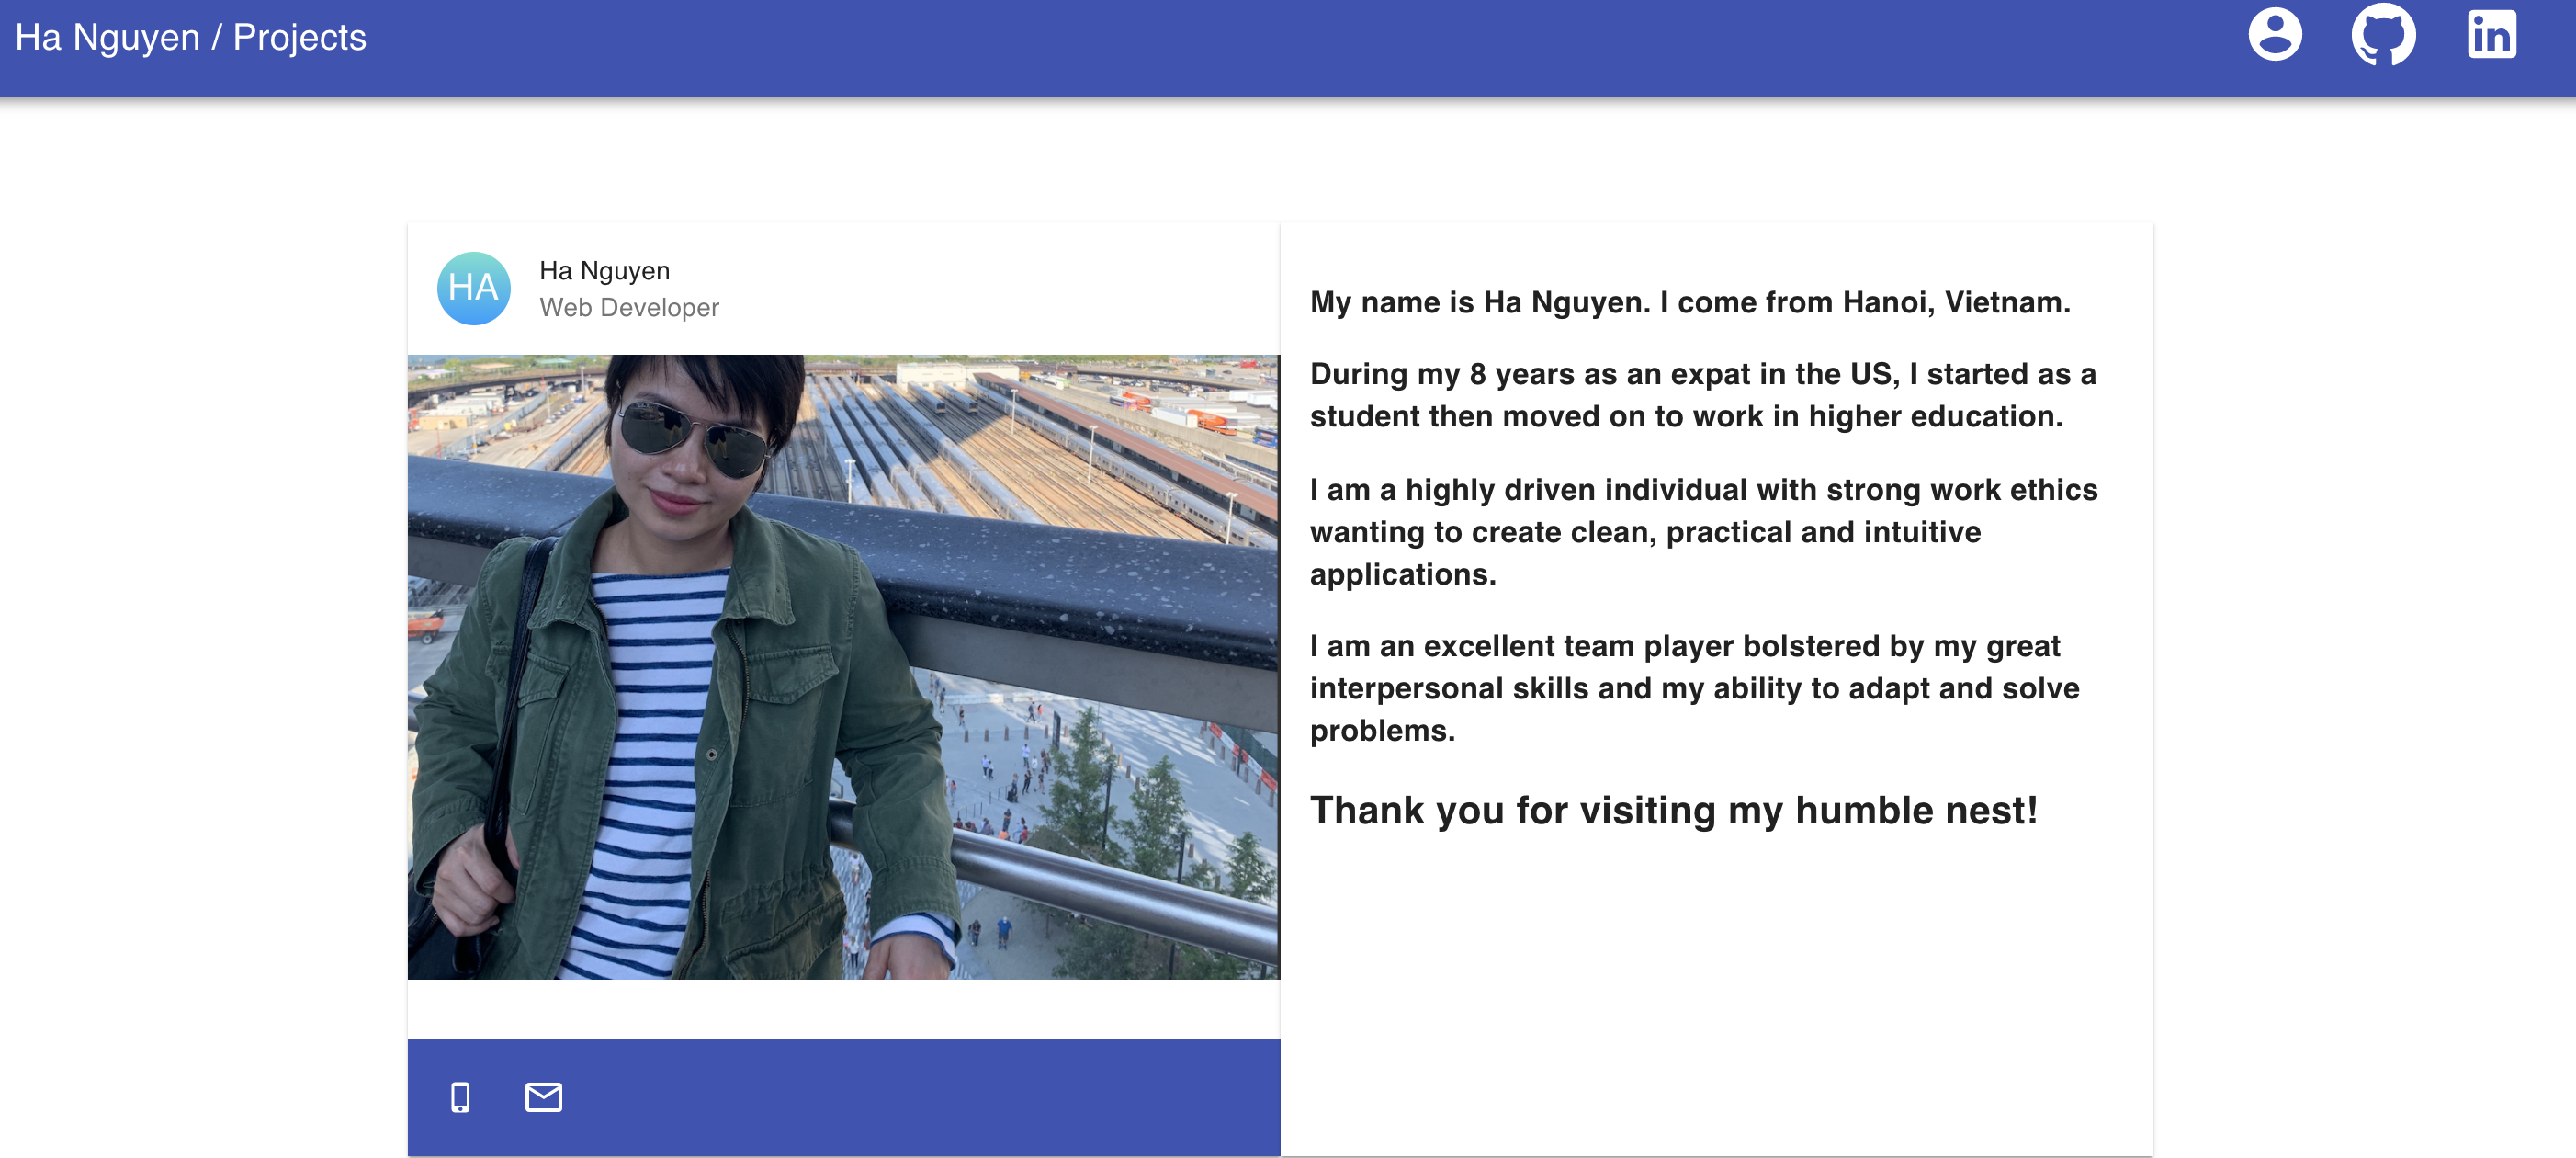 Ha Nguyen / Projects
in
HA
Ha Nguyen
Web Developer
My name is Ha Nguyen. I come from Hanoi, Vietnam.
During my 8 years as an expat in the US, I started as a
student then moved on to work in higher education.
I am a highly driven individual with strong work ethics
wanting to create clean, practical and intuitive
applications.
I am an excellent team player bolstered by my great
interpersonal skills and my ability to adapt and solve
problems.
Thank you for visiting my humble nest!